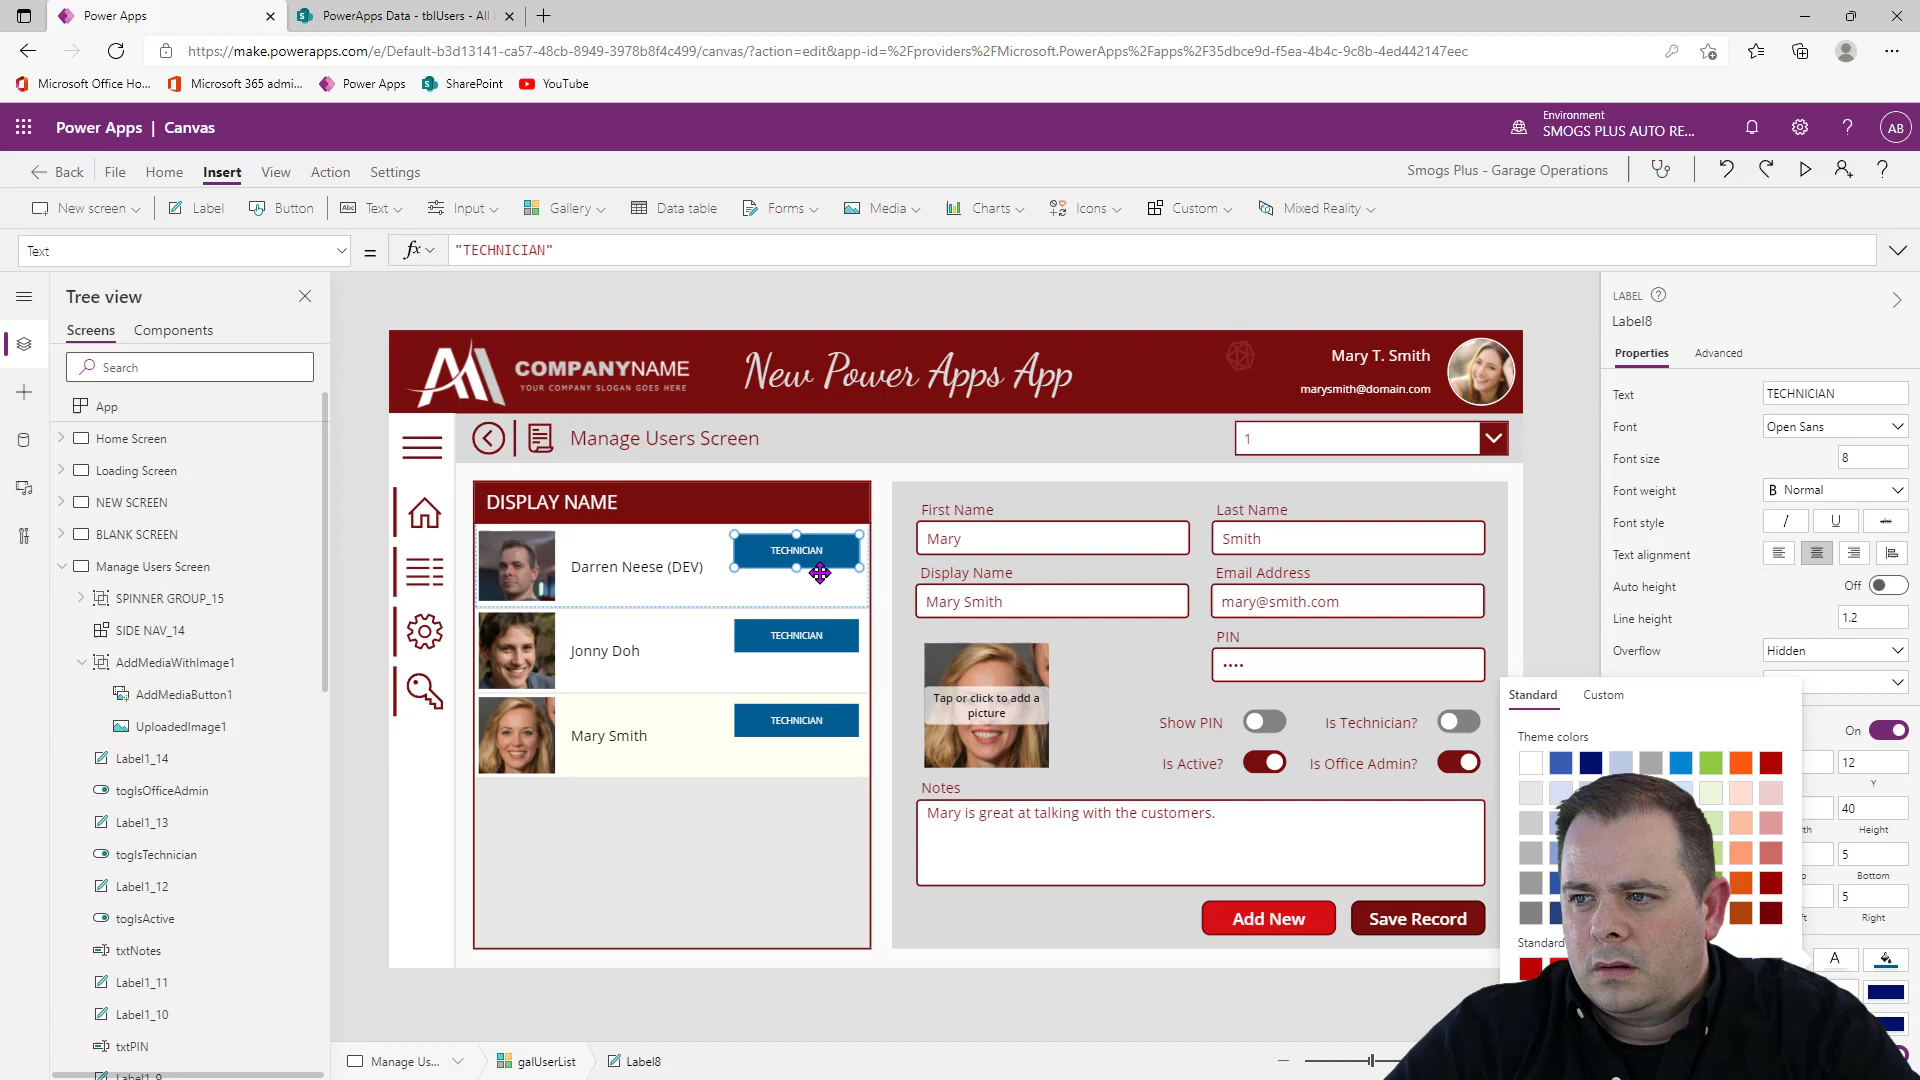 Power Apps
PowerApps Data - tblUsers - All
https://make.powerapps.com/e/Default-b3d13141-ca57-48cb-8949-3978b8f4c499/canvas/?action=edit&app-id=%2Fproviders%2FMicrosoft.PowerApps%2Fapps%2F35dbce9d-f5ea-4b4c-9c8b-4ed442147eec
Microsoft Office Ho...
Microsoft 365 admi...
Power Apps
SharePoint
YouTube
Power Apps | Canvas
Environment
SMOGS PLUS AUTO RE...
AB
Back
File
Home
Insert
View
Action
Settings
Smogs Plus - Garage Operations
New screen
Label
Button
Text
Input
Gallery
Data table
Forms
Media
Charts
Icons
Custom
Mixed Reality
Text
=
fx
"TECHNICIAN"
Tree view
Screens
Components
Search
App
Home Screen
Loading Screen
NEW SCREEN
BLANK SCREEN
Manage Users Screen
SPINNER GROUP_15
SIDE NAV_14
AddMediaWithImage1
AddMediaButton1
UploadedImage1
Label1_14
togIsOfficeAdmin
Label1_13
togIsTechnician
Label1_12
togIsActive
txtNotes
Label1_11
Label1_10
txtPIN
Label1_9
COMPANYNAME
YOUR COMPANY SLOGAN GOES HERE
New Power Apps App
Mary T. Smith
marysmith@domain.com
Manage Users Screen
1
DISPLAY NAME
Darren Neese (DEV)
TECHNICIAN
Jonny Doh
TECHNICIAN
Mary Smith
TECHNICIAN
First Name
Mary
Last Name
Smith
Display Name
Mary Smith
Email Address
mary@smith.com
PIN
••••
Tap or click to add a
picture
Show PIN
Is Technician?
Is Active?
Is Office Admin?
Notes
Mary is great at talking with the customers.
Add New
Save Record
Manage Us...
galUserList
Label8
LABEL
Label8
Properties
Advanced
Text
TECHNICIAN
Font
Open Sans
Font size
8
Font weight
B Normal
Font style
/
U
abc
Text alignment
Auto height
Off
Line height
1.2
Overflow
Hidden
Standard
Custom
Theme colors
Standard
On
12
Y
40
Height
5
Bottom
5
Right
A